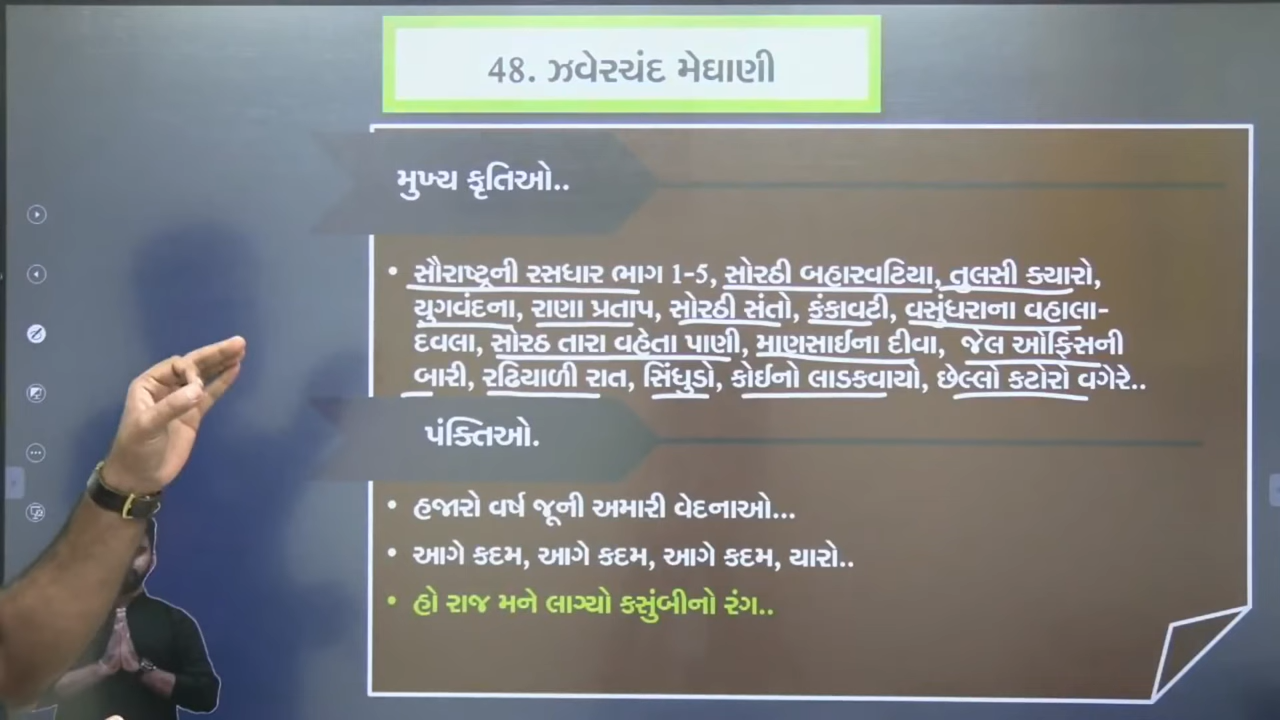 48. ઝવેરચંદ મેઘાણી
મુખ્ય કૃતિઓ..
• સૌરાષ્ટ્રની રસધાર ભાગ 1-5, સોરઠી બહારવટિયા, તુલસી ક્યારો,
યુગવંદના, રાણા પ્રતાપ, સોરઠી સંતો, કંકાવટી, વસુંધરાના વહાલા-
દવલા, સોરઠ તારા વહેતા પાણી, માણસાઈના દીવા, જેલ ઓફિસની
બારી, રઢિયાળી રાત, સિંધુડો, કોઇનો લાડકવાયો, છેલ્લો કટોરો વગેરે..
પંક્તિઓ.
• હજારો વર્ષ જૂની અમારી વેદનાઓ...
• આગે કદમ, આગે કદમ, આગે કદમ, યારો..
• હો રાજ મને લાગ્યો કસુંબીનો રંગ..